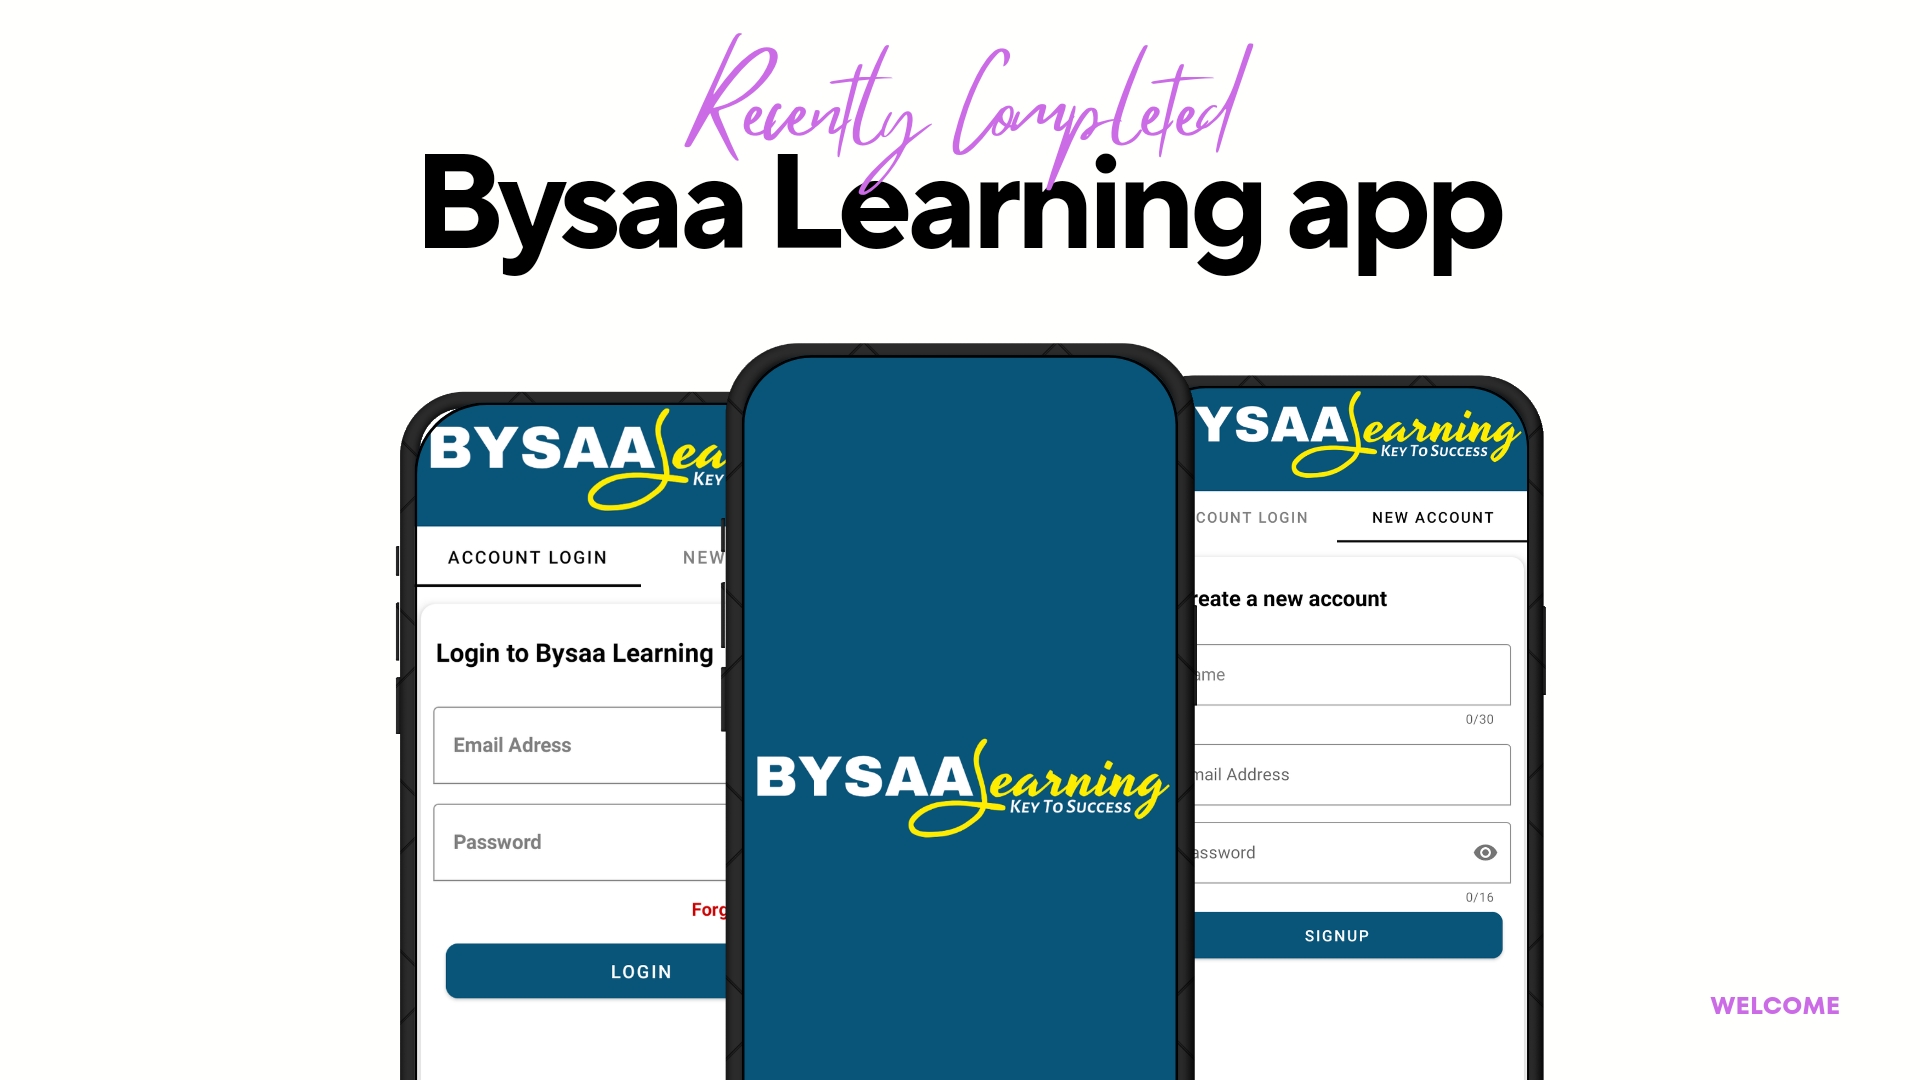 Recently Completed
Bysaa Learning app
BYSAA Lea
KEY
ACCOUNT LOGIN
NEW
Login to Bysaa Learning
Email Adress
Password
Forg
LOGIN
BYSAA Learning
KEY TO SUCCESS
YSAA Learning
KEY TO SUCCESS
COUNT LOGIN
NEW ACCOUNT
reate a new account
ame
0/30
mail Address
assword
0/16
SIGNUP
WELCOME